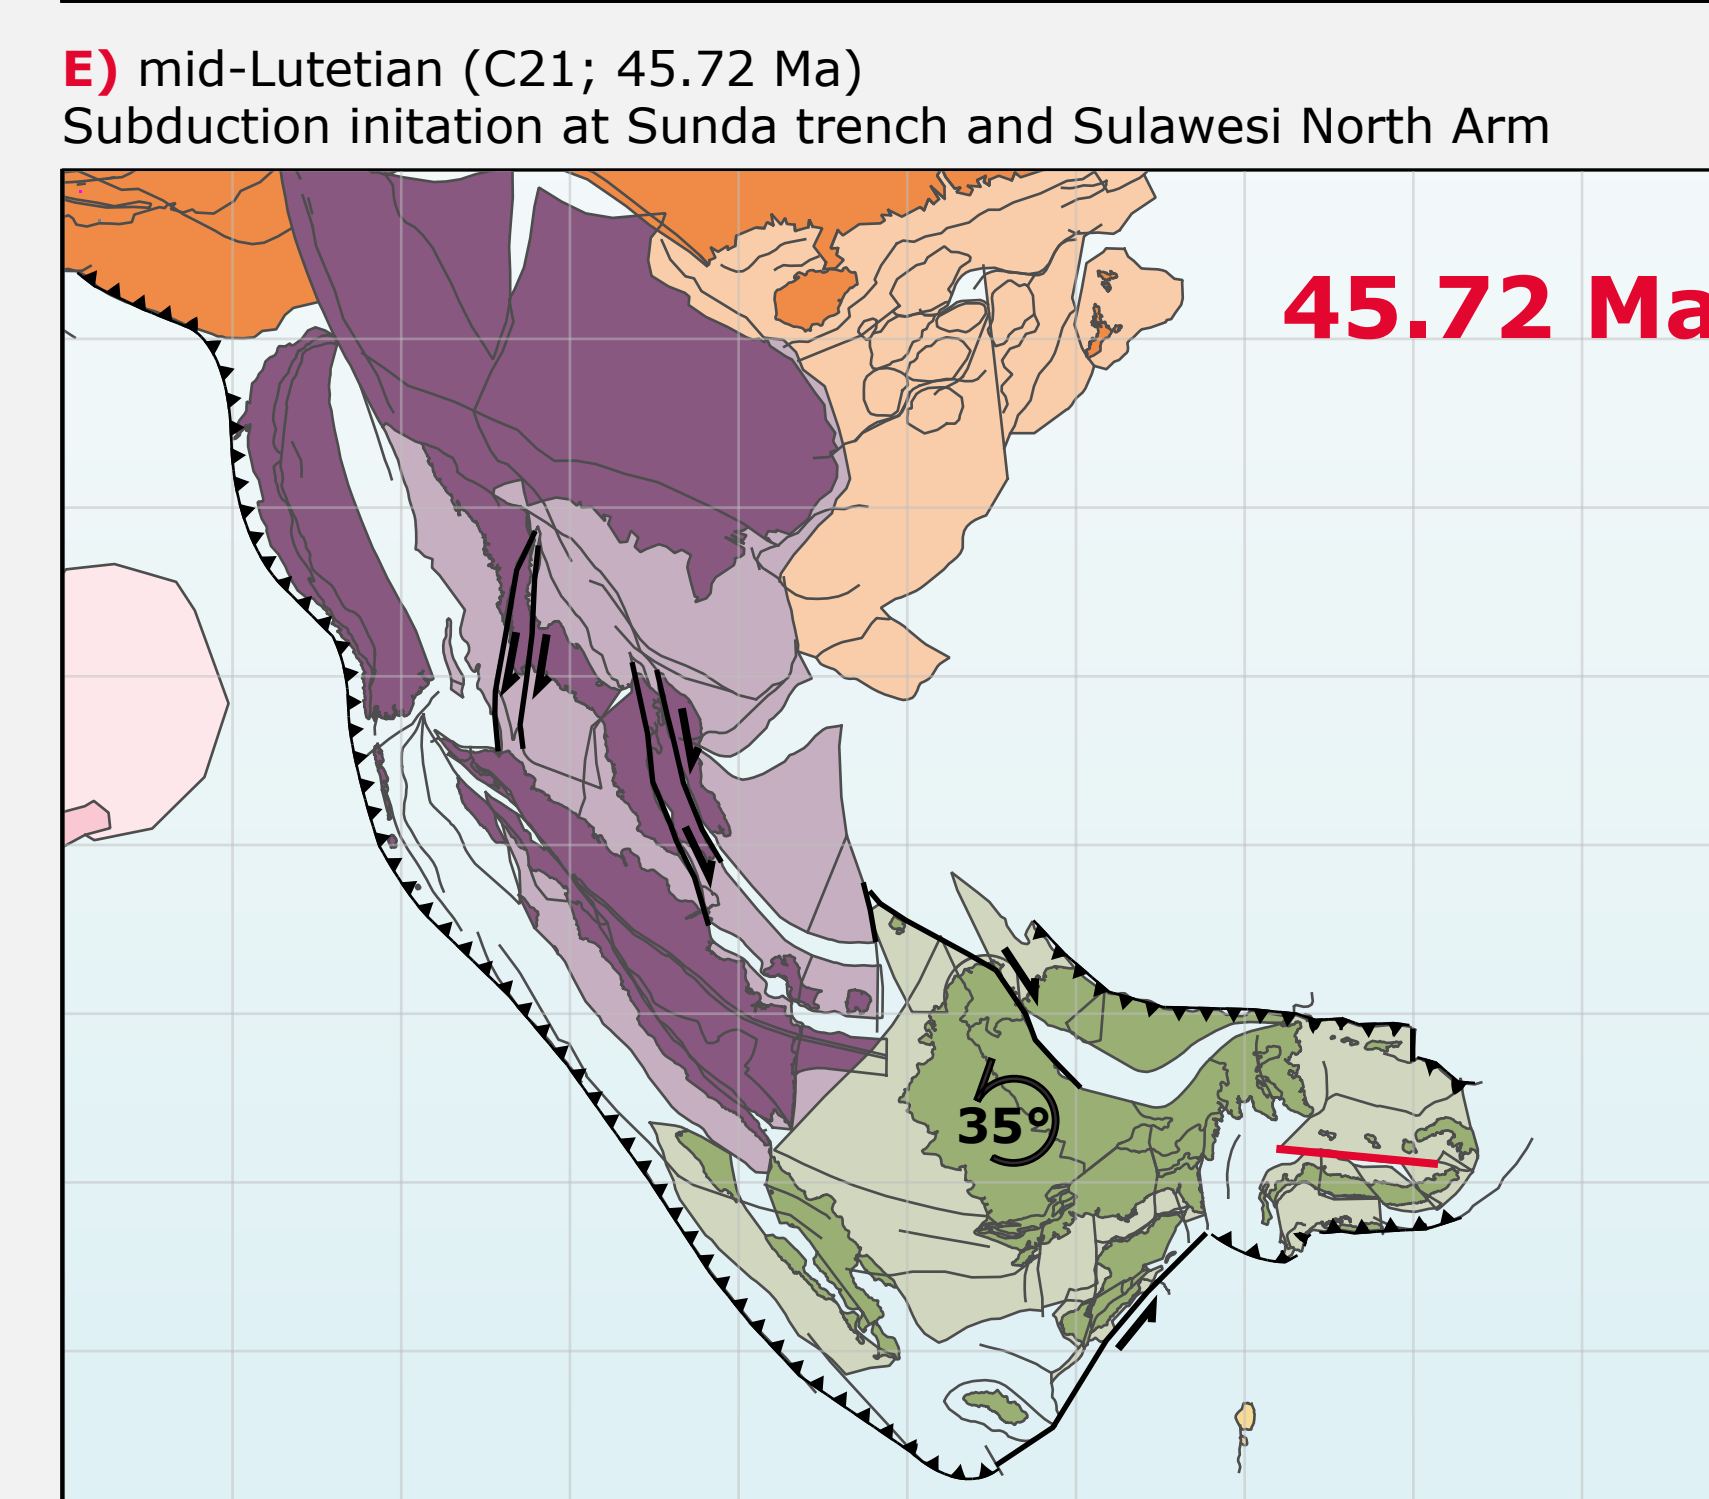 E) mid-Lutetian (C21; 45.72 Ma)
Subduction initation at Sunda trench and Sulawesi North Arm
45.72 Ma
35°